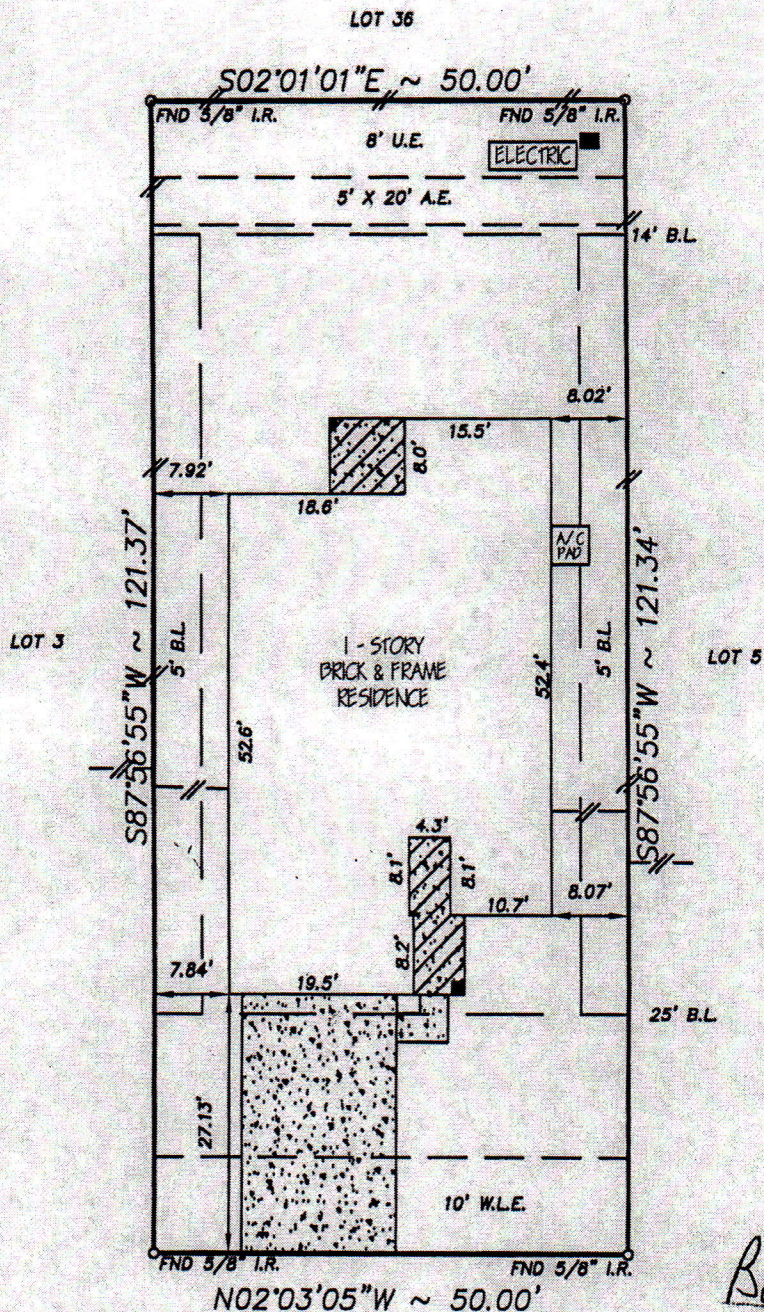 LOT 36
S02°01'01"E ~ 50.00'
FND 5/8" I.R.
FND 5/8" I.R.
8' U.E.
ELECTRIC
5' X 20' A.E.
14' B.L.
8.02'
15.5'
8.0'
7.92'
18.6'
A/C
PAD
S87°56'55"W ~ 121.37'
S87°56'55"W ~ 121.34'
LOT 3
5' B.L.
1 - STORY
BRICK & FRAME
RESIDENCE
5' B.L.
LOT 5
52.6'
52.4'
4.3'
8.1'
8.1'
10.7'
8.07'
8.2'
7.84'
19.5'
25' B.L.
27.13'
10' W.L.E.
FND 5/8" I.R.
FND 5/8" I.R.
N02°03'05"W ~ 50.00'